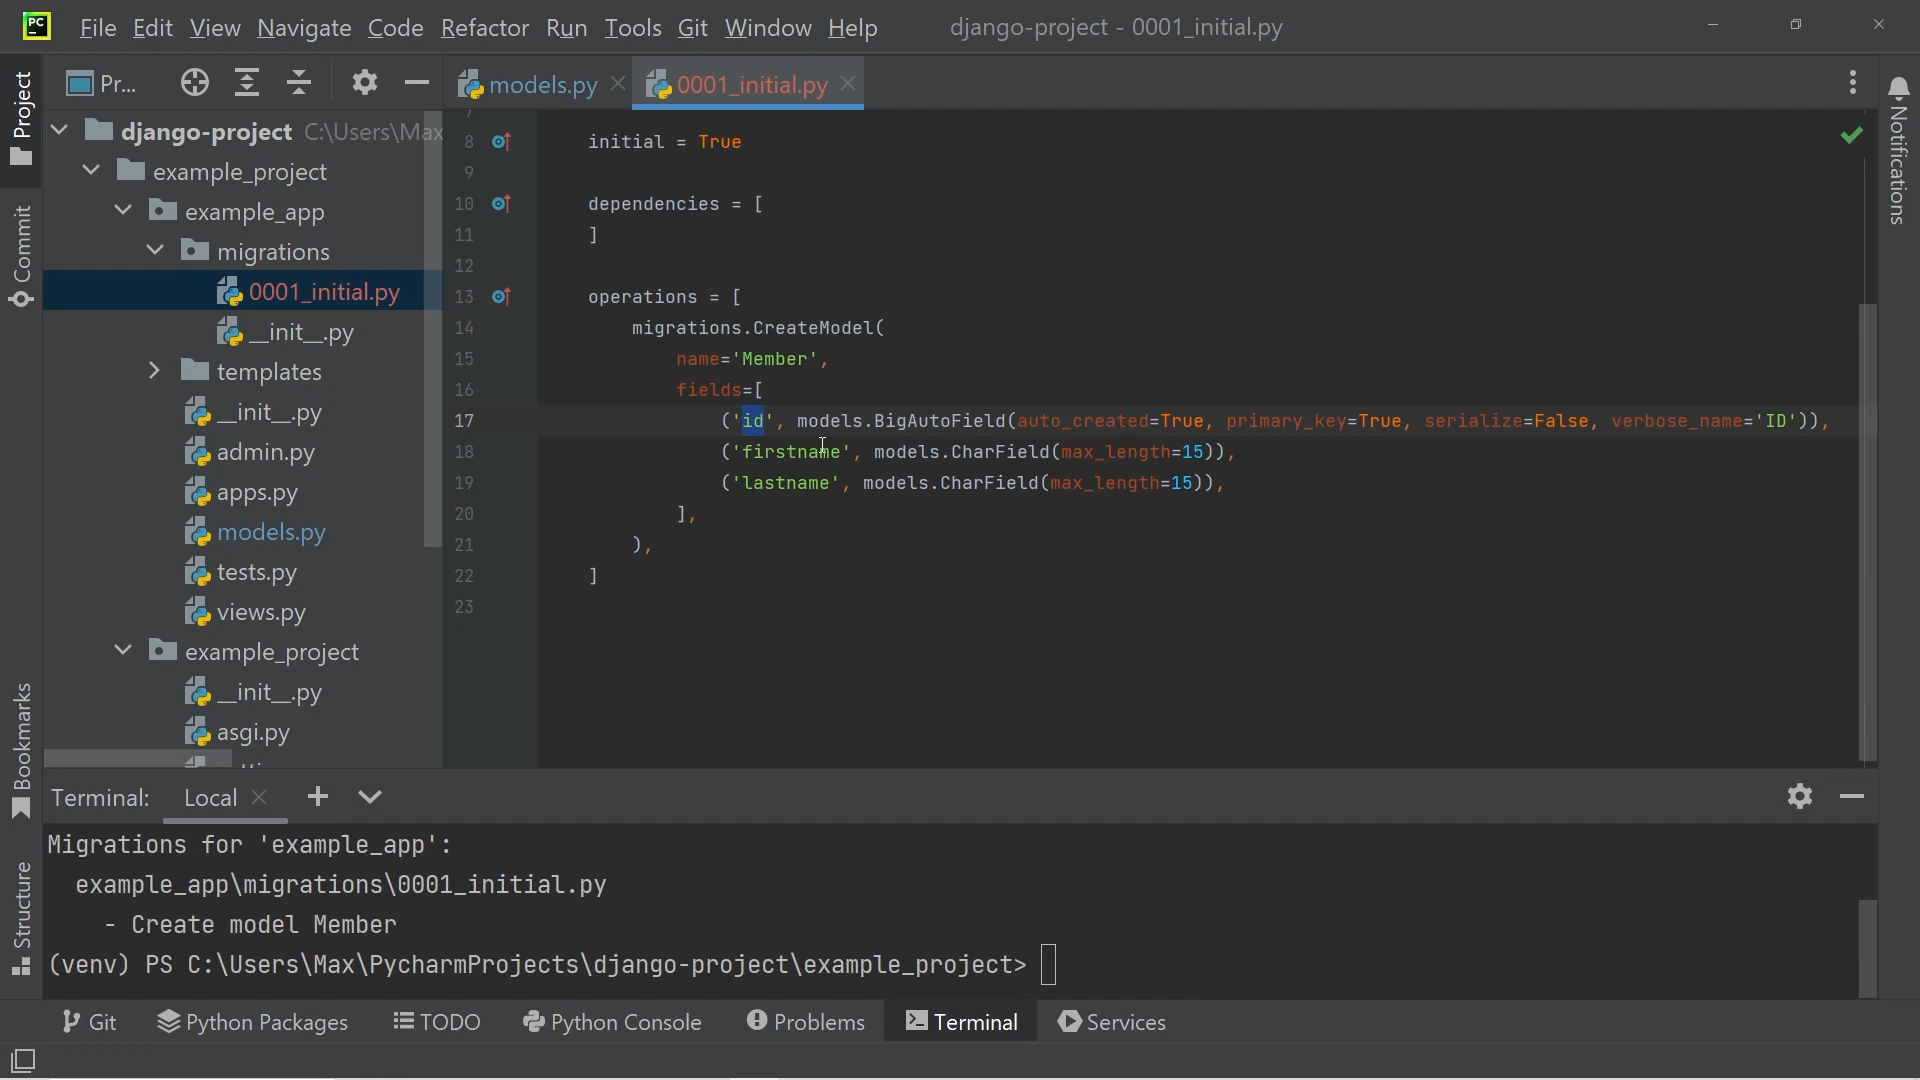 PC File Edit View Navigate Code Refactor Run Tools Git Window Help django-project - 0001_initial.py
Pr... models.py 0001_initial.py
Project
Commit
Bookmarks
Structure
Notifications
django-project C:\Users\Max
example_project
example_app
migrations
0001_initial.py
__init__.py
templates
__init__.py
admin.py
apps.py
models.py
tests.py
views.py
example_project
__init__.py
asgi.py
8 initial = True
9
10 dependencies = [
11 ]
12
13 operations = [
14 migrations.CreateModel(
15 name='Member',
16 fields=[
17 ('id', models.BigAutoField(auto_created=True, primary_key=True, serialize=False, verbose_name='ID')),
18 ('firstname', models.CharField(max_length=15)),
19 ('lastname', models.CharField(max_length=15)),
20 ],
21 ),
22 ]
23
Terminal: Local
Migrations for 'example_app':
example_app\migrations\0001_initial.py
- Create model Member
(venv) PS C:\Users\Max\PycharmProjects\django-project\example_project>
Git Python Packages TODO Python Console Problems Terminal Services